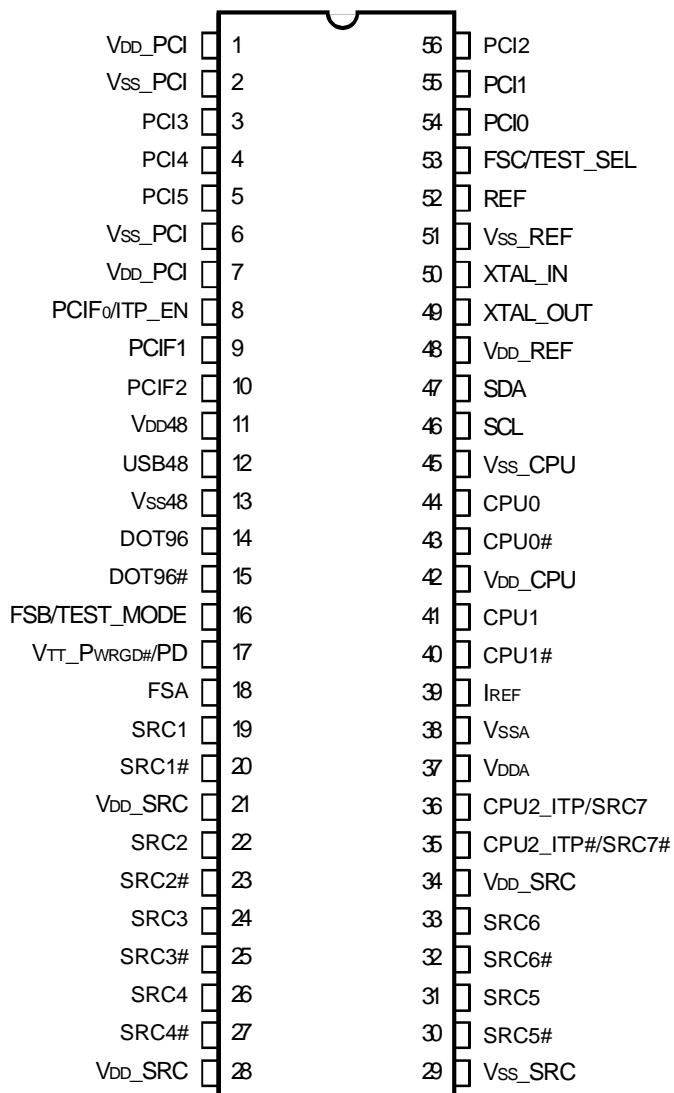 VDD_PCI 1 56 PCI2
VSS_PCI 2 55 PCI1
PCI3 3 54 PCI0
PCI4 4 53 FSC/TEST_SEL
PCI5 5 52 REF
VSS_PCI 6 51 VSS_REF
VDD_PCI 7 50 XTAL_IN
PCIF0/ITP_EN 8 49 XTAL_OUT
PCIF1 9 48 VDD_REF
PCIF2 10 47 SDA
VDD48 11 46 SCL
USB48 12 45 VSS_CPU
VSS48 13 44 CPU0
DOT96 14 43 CPU0#
DOT96# 15 42 VDD_CPU
FSB/TEST_MODE 16 41 CPU1
VTT_PWRGD#/PD 17 40 CPU1#
FSA 18 39 IREF
SRC1 19 38 VSSA
SRC1# 20 37 VDDA
VDD_SRC 21 36 CPU2_ITP/SRC7
SRC2 22 35 CPU2_ITP#/SRC7#
SRC2# 23 34 VDD_SRC
SRC3 24 33 SRC6
SRC3# 25 32 SRC6#
SRC4 26 31 SRC5
SRC4# 27 30 SRC5#
VDD_SRC 28 29 VSS_SRC